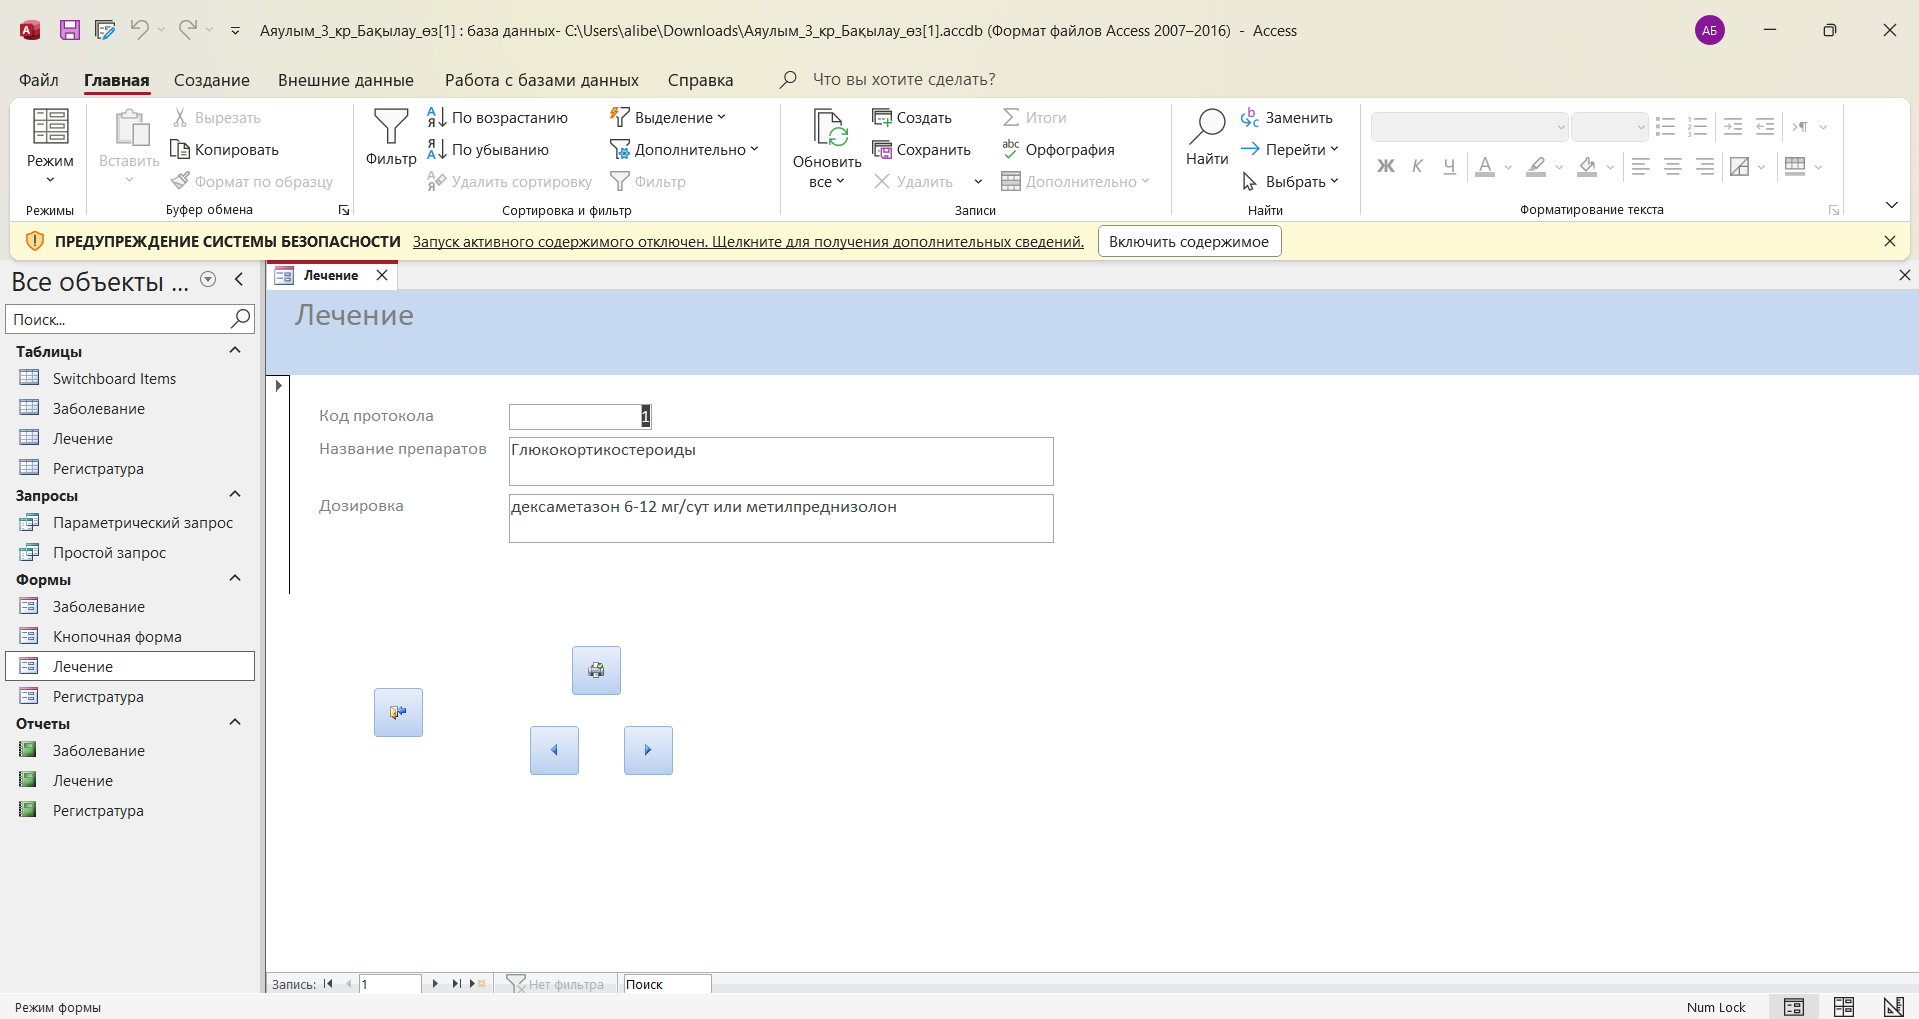 Аяулым_3_кр_Бақылау_өз[1] : база данных- C:\Users\alibe\Downloads\Аяулым_3_кр_Бақылау_өз[1].accdb (Формат файлов Access 2007–2016) - Access
АБ
Файл Главная Создание Внешние данные Работа с базами данных Справка Что вы хотите сделать?
Режим
Режимы
Вставить
Вырезать
Копировать
Формат по образцу
Буфер обмена
Фильтр
По возрастанию
По убыванию
Удалить сортировку
Выделение
Дополнительно
Фильтр
Сортировка и фильтр
Обновить
все
Создать
Сохранить
Удалить
Итоги
Орфография
Дополнительно
Записи
Найти
Заменить
Перейти
Выбрать
Найти
Ж К Ч А
Форматирование текста
ПРЕДУПРЕЖДЕНИЕ СИСТЕМЫ БЕЗОПАСНОСТИ Запуск активного содержимого отключен. Щелкните для получения дополнительных сведений. Включить содержимое
Все объекты ...
Поиск...
Таблицы
Switchboard Items
Заболевание
Лечение
Регистратура
Запросы
Параметрический запрос
Простой запрос
Формы
Заболевание
Кнопочная форма
Лечение
Регистратура
Отчеты
Заболевание
Лечение
Регистратура
Лечение
Лечение
Код протокола 1
Название препаратов Глюкокортикостероиды
Дозировка дексаметазон 6-12 мг/сут или метилпреднизолон
Запись: 1 Нет фильтра Поиск
Режим формы Num Lock